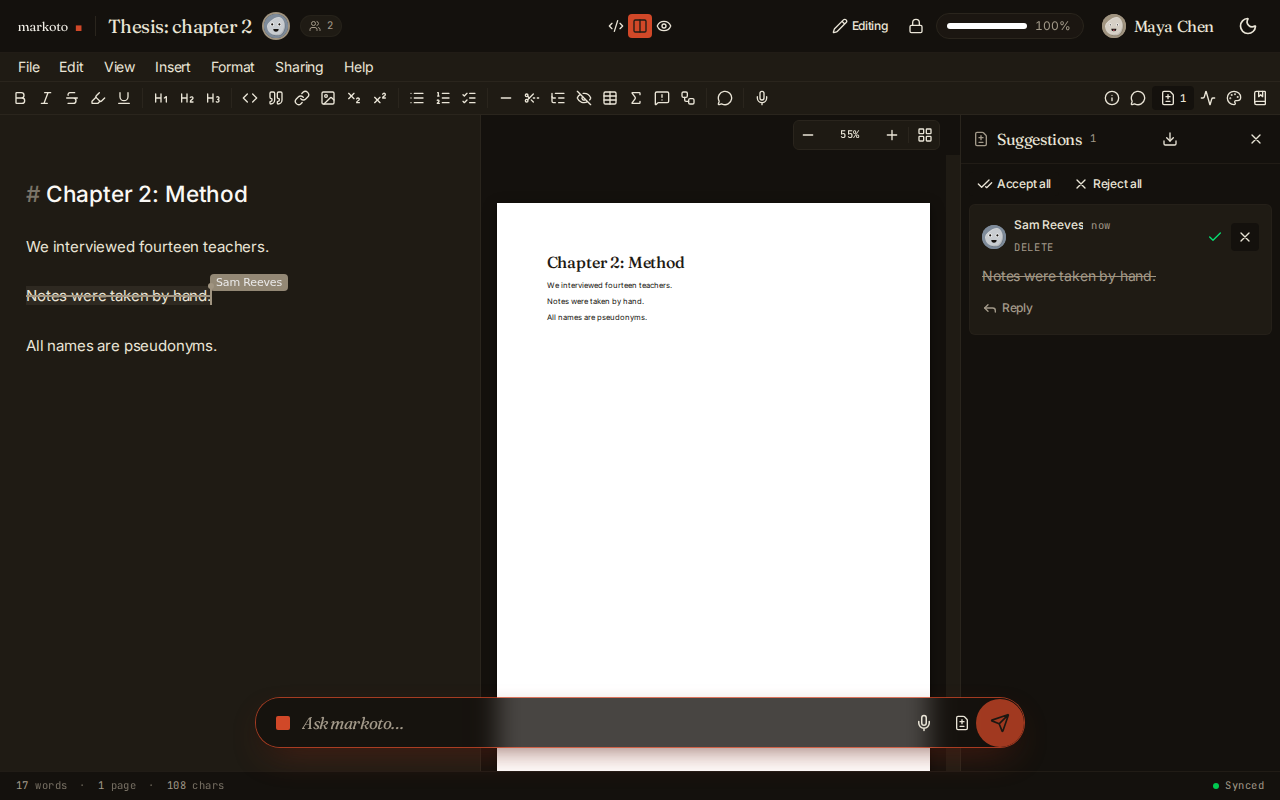 markoto
Thesis: chapter 2
2
Editing
100%
Maya Chen
File Edit View Insert Format Sharing Help
H1 H2 H3
1
55%
Suggestions 1
Accept all Reject all
# Chapter 2: Method
We interviewed fourteen teachers.
Sam Reeves
Notes were taken by hand.
All names are pseudonyms.
Chapter 2: Method
We interviewed fourteen teachers.
Notes were taken by hand.
All names are pseudonyms.
Sam Reeves now
DELETE
Notes were taken by hand.
Reply
Ask markoto...
17 words · 1 page · 108 chars
Synced